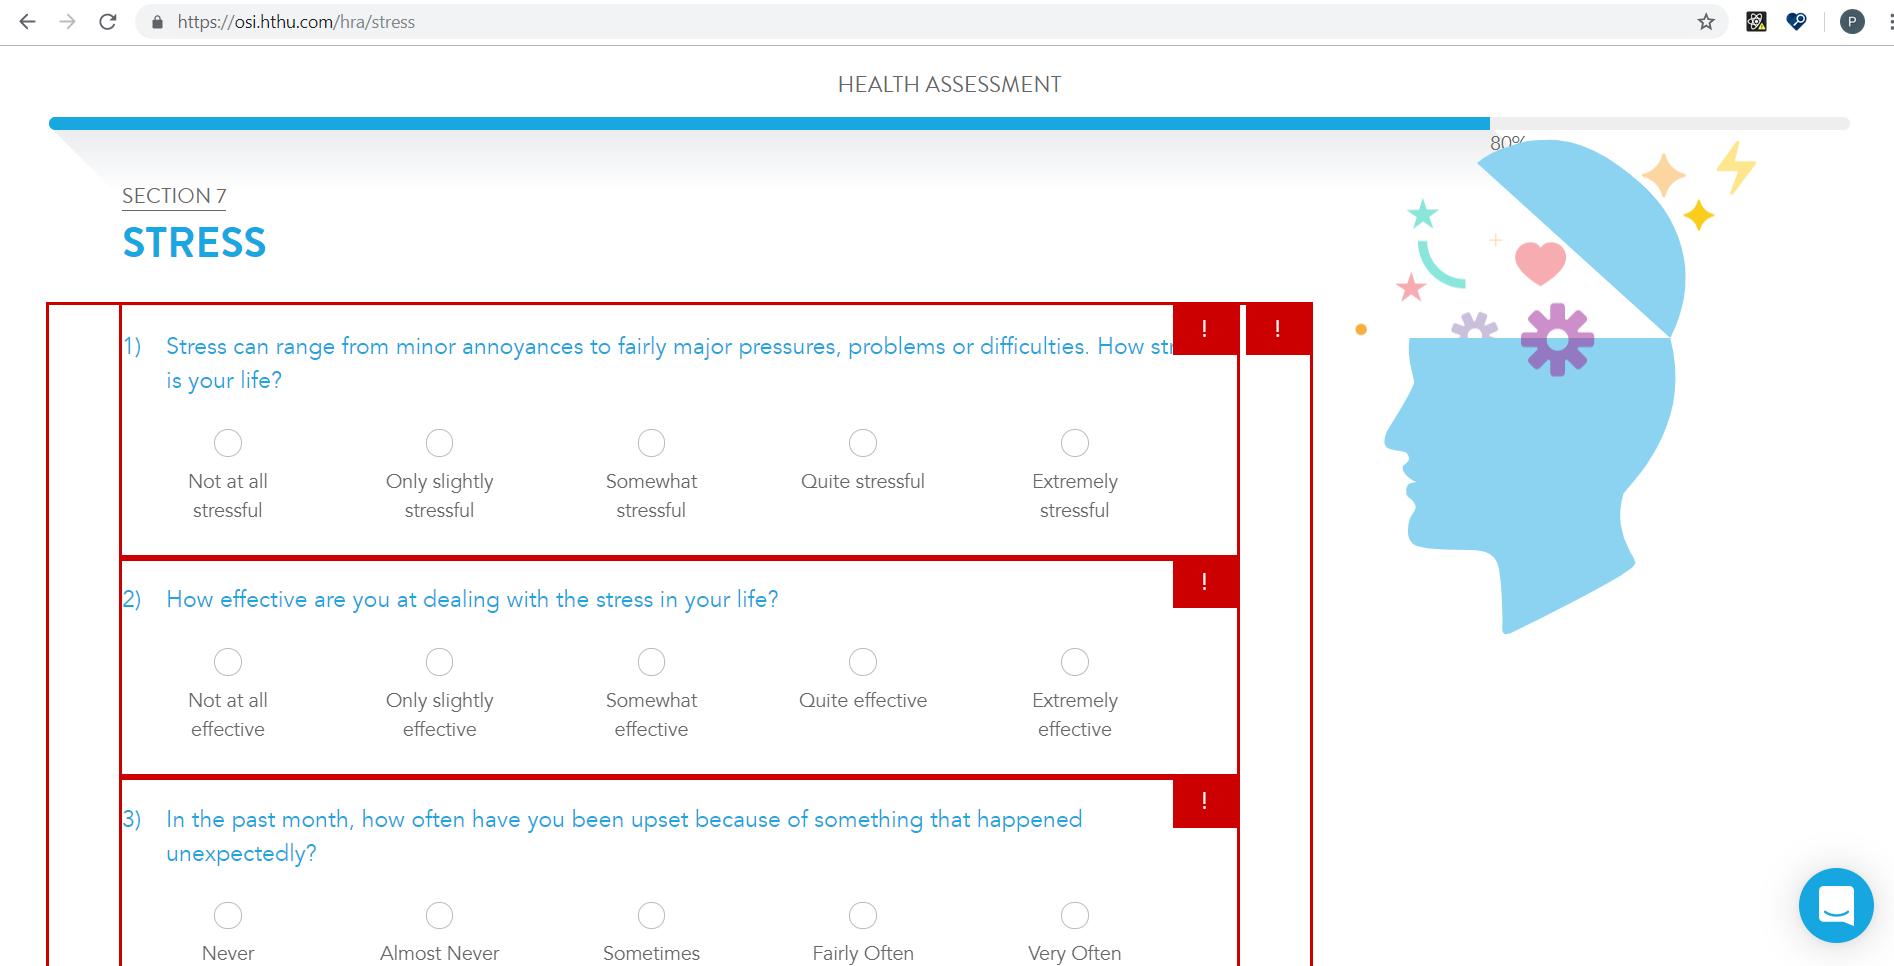 https://osi.hthu.com/hra/stress
P
HEALTH ASSESSMENT
80%
SECTION 7
STRESS
! !
1) Stress can range from minor annoyances to fairly major pressures, problems or difficulties. How
is your life?
Not at all stressful
Only slightly stressful
Somewhat stressful
Quite stressful
Extremely stressful
!
2) How effective are you at dealing with the stress in your life?
Not at all effective
Only slightly effective
Somewhat effective
Quite effective
Extremely effective
!
3) In the past month, how often have you been upset because of something that happened
unexpectedly?
Never Almost Never Sometimes Fairly Often Very Often